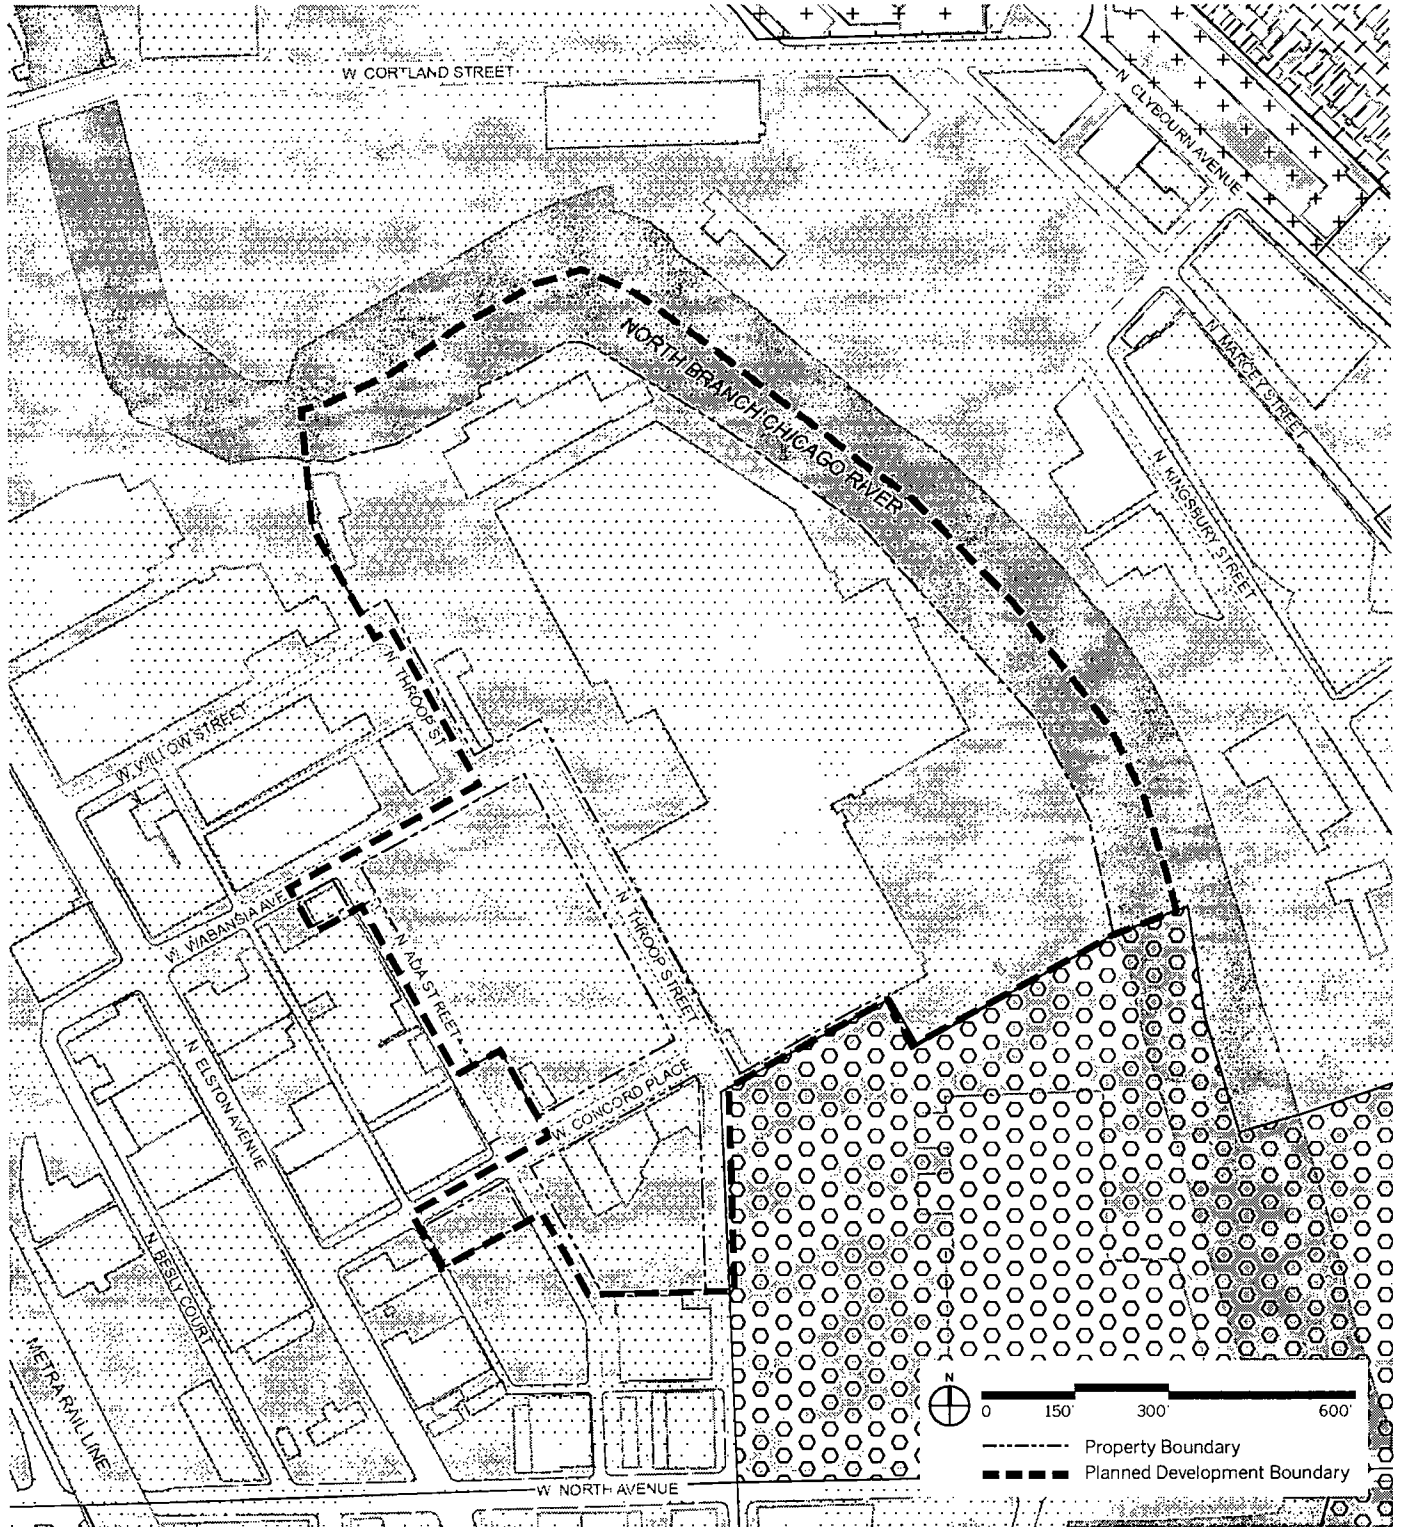 W CORTLAND STREET
N CLYBOURN AVENUE
N MARCEY STREET
NORTH BRANCH CHICAGO RIVER
N KINGSBURY STREET
N THROOP ST
W WILLOW STREET
W WABANSIA AVE
N ADA STREET
N THROOP STREET
N ELSTON AVENUE
W CONCORD PLACE
N BESLY COURT
METRA RAIL LINE
W NORTH AVENUE
N
0 150' 300' 600'
Property Boundary
Planned Development Boundary